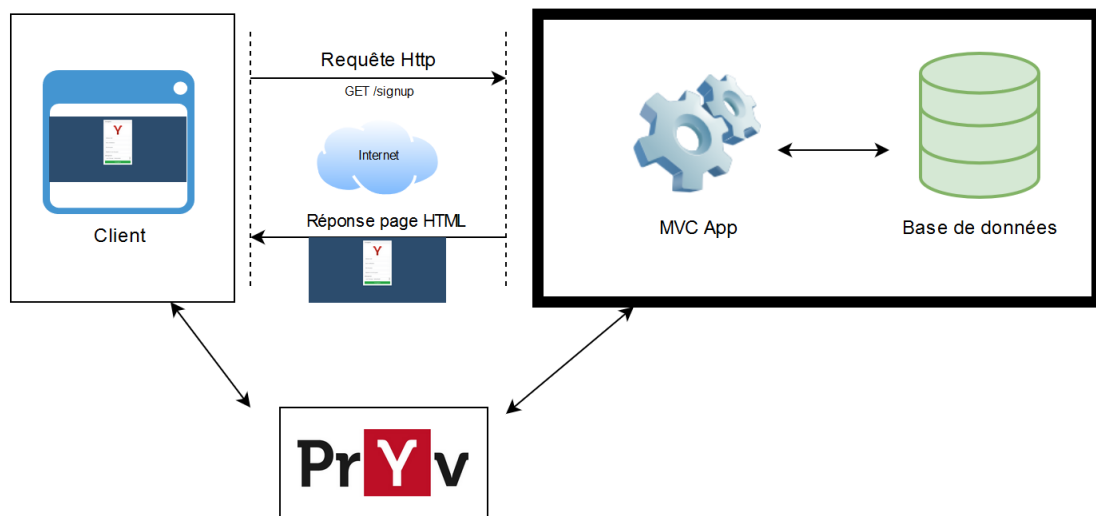 Requête Http
GET /signup
Y
Internet
Client
Réponse page HTML
Y
MVC App
Base de données
PrYv